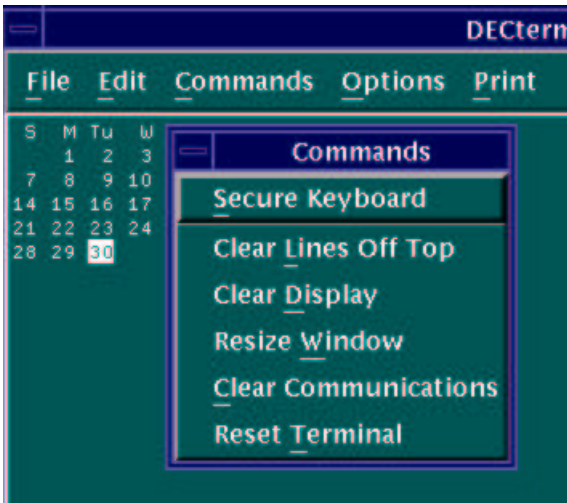 DECterm
File Edit Commands Options Print
S M Tu W
1 2 3
7 8 9 10
14 15 16 17
21 22 23 24
28 29 30
Commands
Secure Keyboard
Clear Lines Off Top
Clear Display
Resize Window
Clear Communications
Reset Terminal